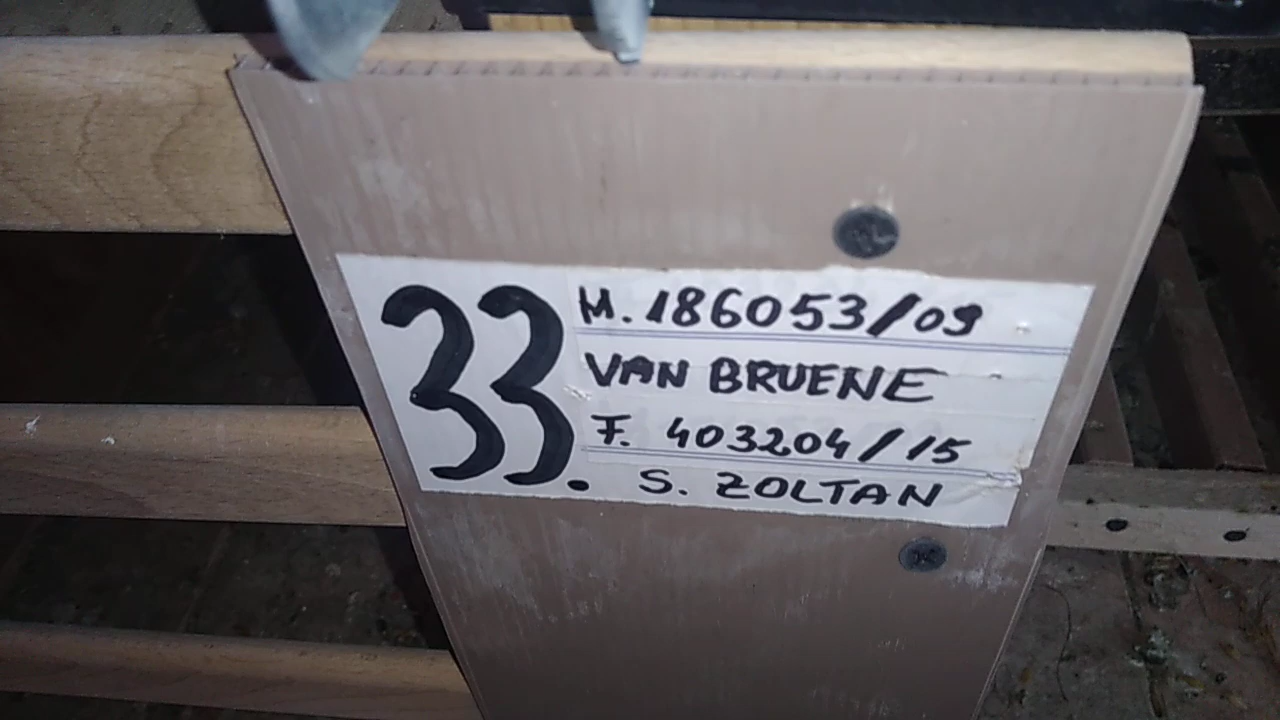 33.
M. 186053/09
VAN BRUENE
F. 403204/15
S. ZOLTAN